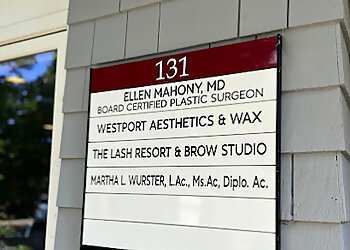 131
ELLEN MAHONY, MD
BOARD CERTIFIED PLASTIC SURGEON
WESTPORT AESTHETICS & WAX
THE LASH RESORT & BROW STUDIO
MARTHA L. WURSTER, L.Ac., Ms.Ac, Diplo. Ac.